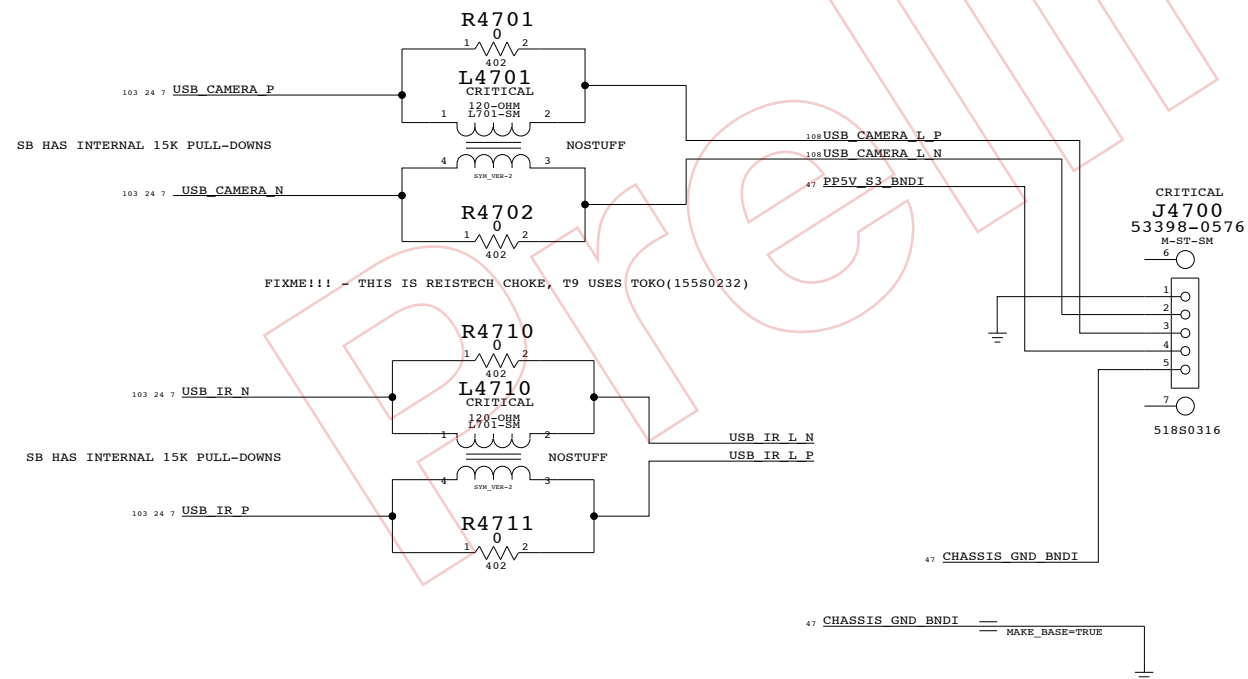 R4701
0
1 2
402
L4701
CRITICAL
120-OHM
L701-SM
1 2
103 24 7 USB_CAMERA_P
SB HAS INTERNAL 15K PULL-DOWNS
NOSTUFF
4 3
SYM_VER-2
103 24 7 USB_CAMERA_N
R4702
0
1 2
402
108 USB_CAMERA_L_P
108 USB_CAMERA_L_N
47 PP5V_S3_BNDI
CRITICAL
J4700
53398-0576
M-ST-SM
6
1
2
3
4
5
7
518S0316
FIXME!!! - THIS IS REISTECH CHOKE, T9 USES TOKO(155S0232)
R4710
0
1 2
402
L4710
CRITICAL
120-OHM
L701-SM
1 2
103 24 7 USB_IR_N
SB HAS INTERNAL 15K PULL-DOWNS
NOSTUFF
4 3
SYM_VER-2
USB_IR_L_N
USB_IR_L_P
103 24 7 USB_IR_P
R4711
0
1 2
402
47 CHASSIS_GND_BNDI
47 CHASSIS_GND_BNDI
MAKE_BASE=TRUE